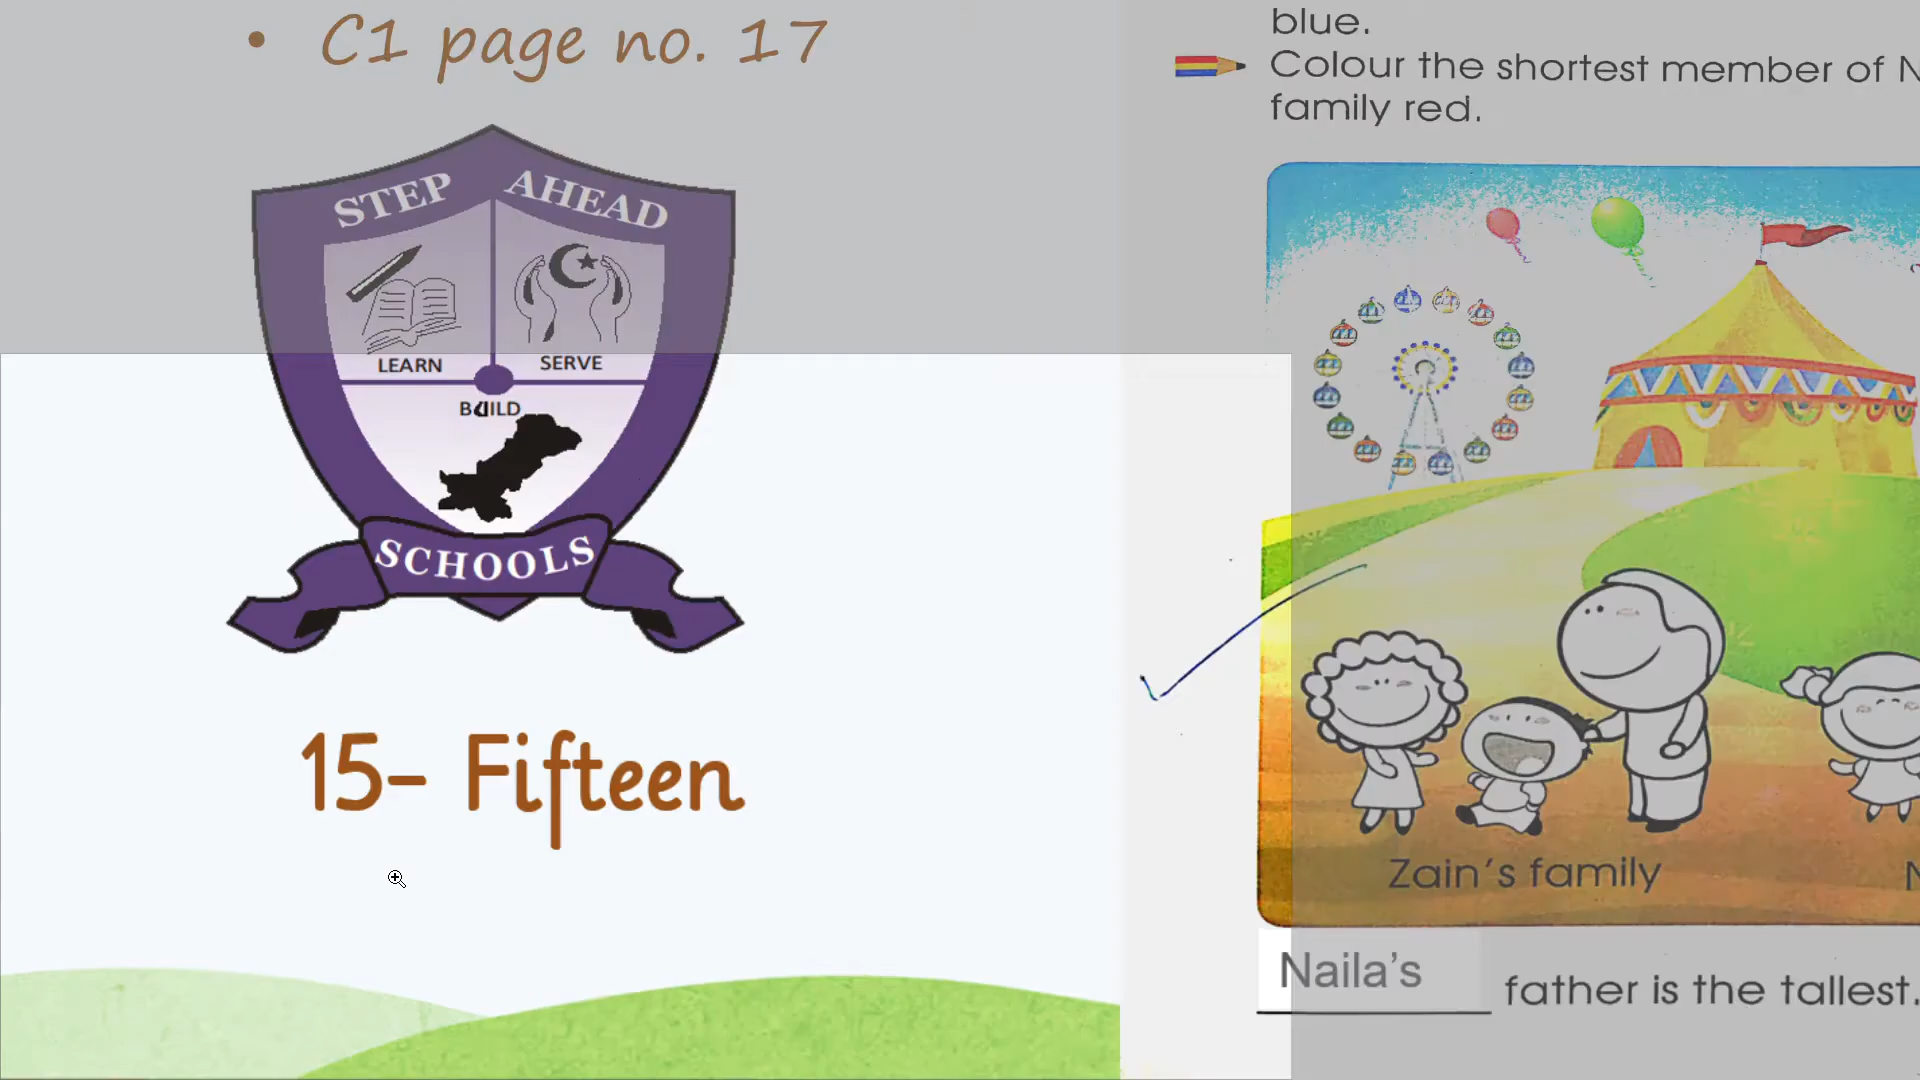 • C1 page no. 17
STEP AHEAD
LEARN
SERVE
BUILD
SCHOOLS
15- Fifteen
blue.
Colour the shortest member of N
family red.
Zain's family
N
Naila's father is the tallest.